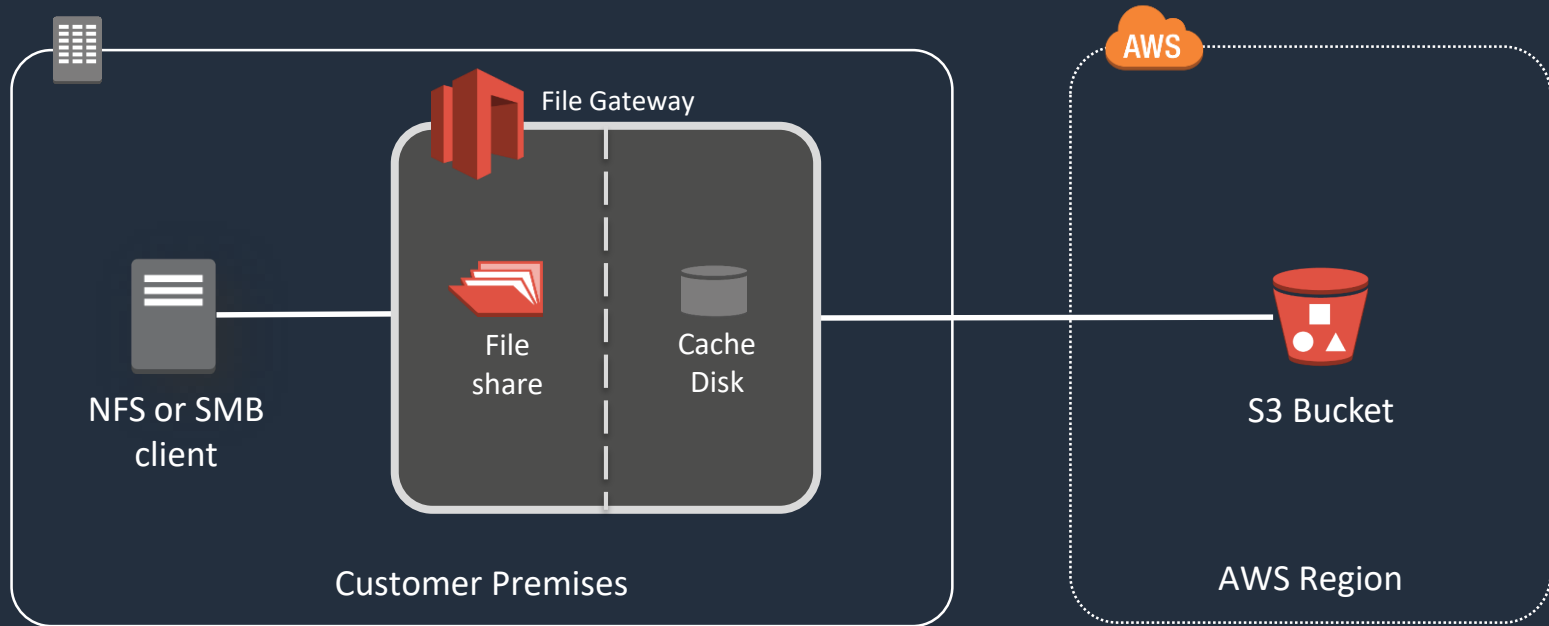 AWS
File Gateway
File
share
Cache
Disk
NFS or SMB
client
S3 Bucket
Customer Premises
AWS Region